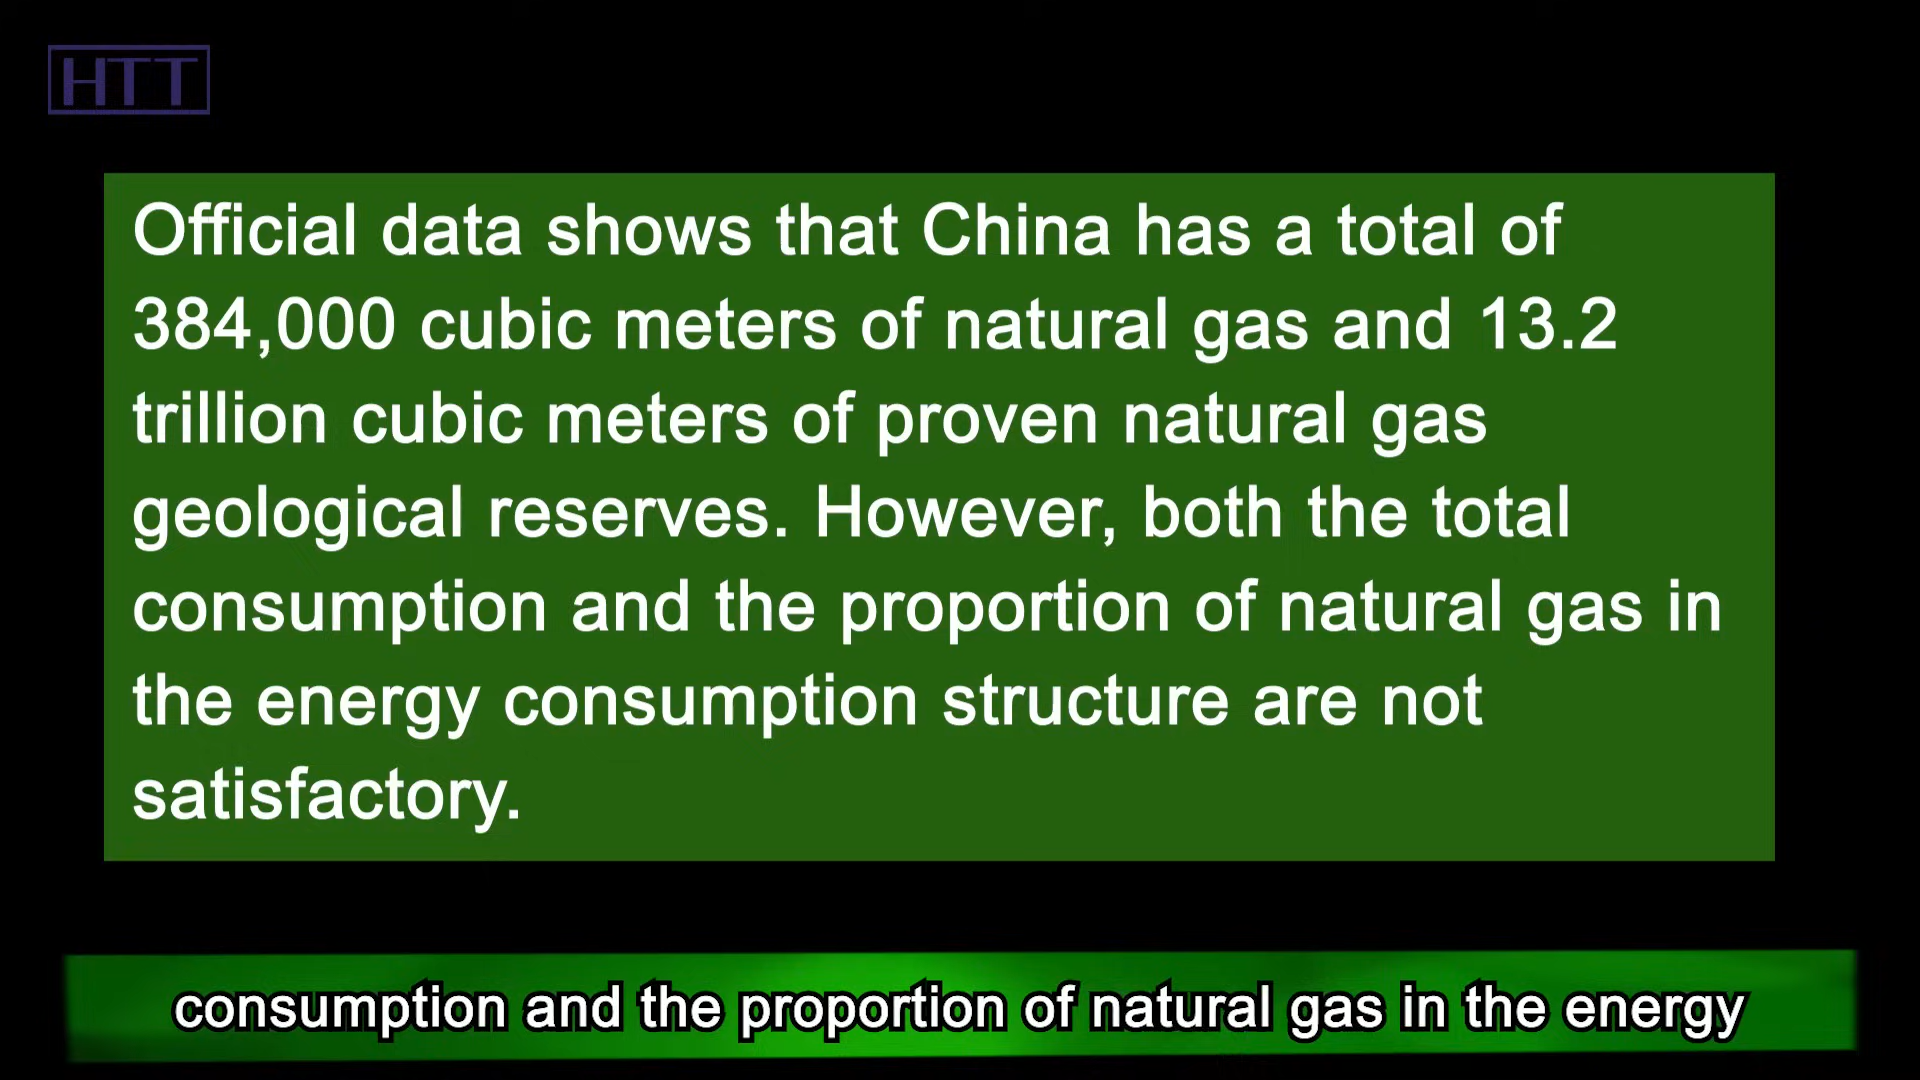 HTT
Official data shows that China has a total of
384,000 cubic meters of natural gas and 13.2
trillion cubic meters of proven natural gas
geological reserves. However, both the total
consumption and the proportion of natural gas in
the energy consumption structure are not
satisfactory.
consumption and the proportion of natural gas in the energy